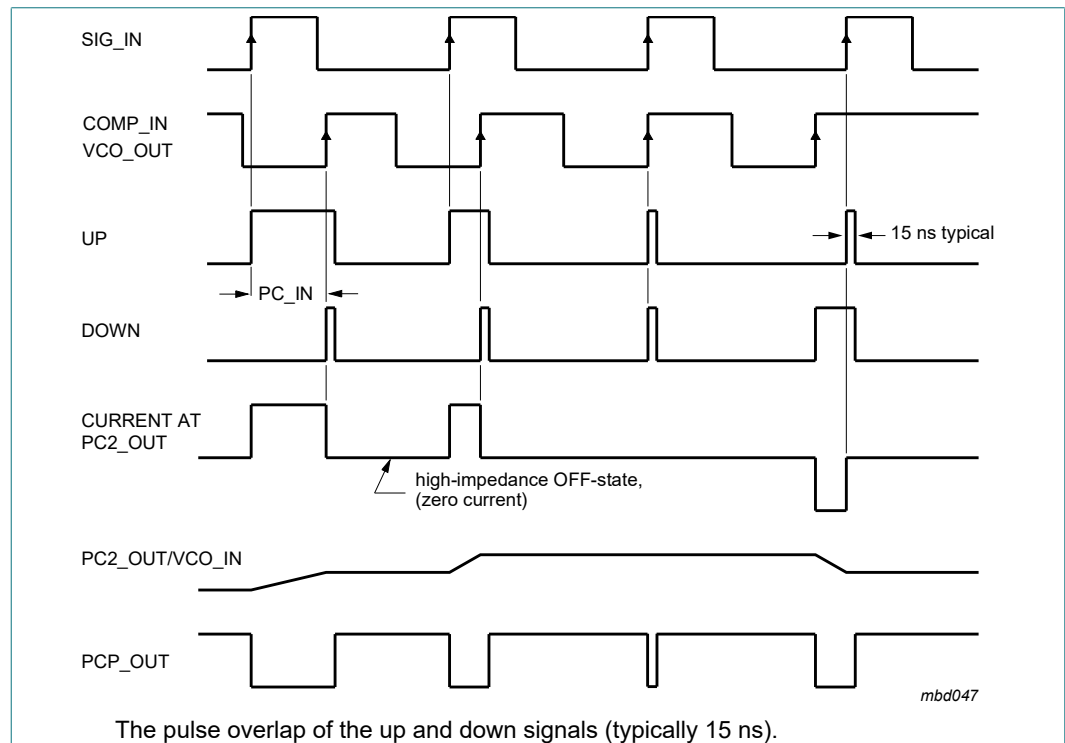 SIG_IN
COMP_IN
VCO_OUT
UP
15 ns typical
PC_IN
DOWN
CURRENT AT
PC2_OUT
high-impedance OFF-state,
(zero current)
PC2_OUT/VCO_IN
PCP_OUT
mbd047
The pulse overlap of the up and down signals (typically 15 ns).